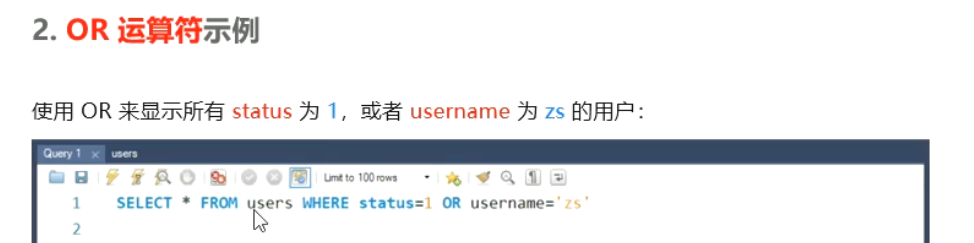 2. OR 运算符示例
使用 OR 来显示所有 status 为 1，或者 username 为 zs 的用户：
Query 1 × users
Limit to 100 rows
1 SELECT * FROM users WHERE status=1 OR username='zs'
2